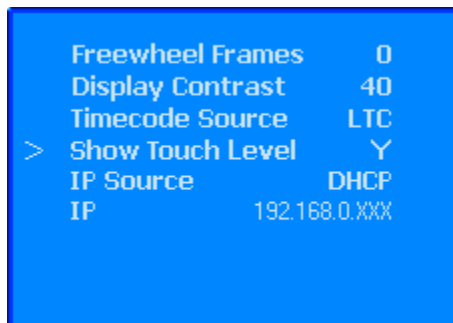 Freewheel Frames 0
Display Contrast 40
Timecode Source LTC
> Show Touch Level Y
IP Source DHCP
IP 192.168.0.XXX